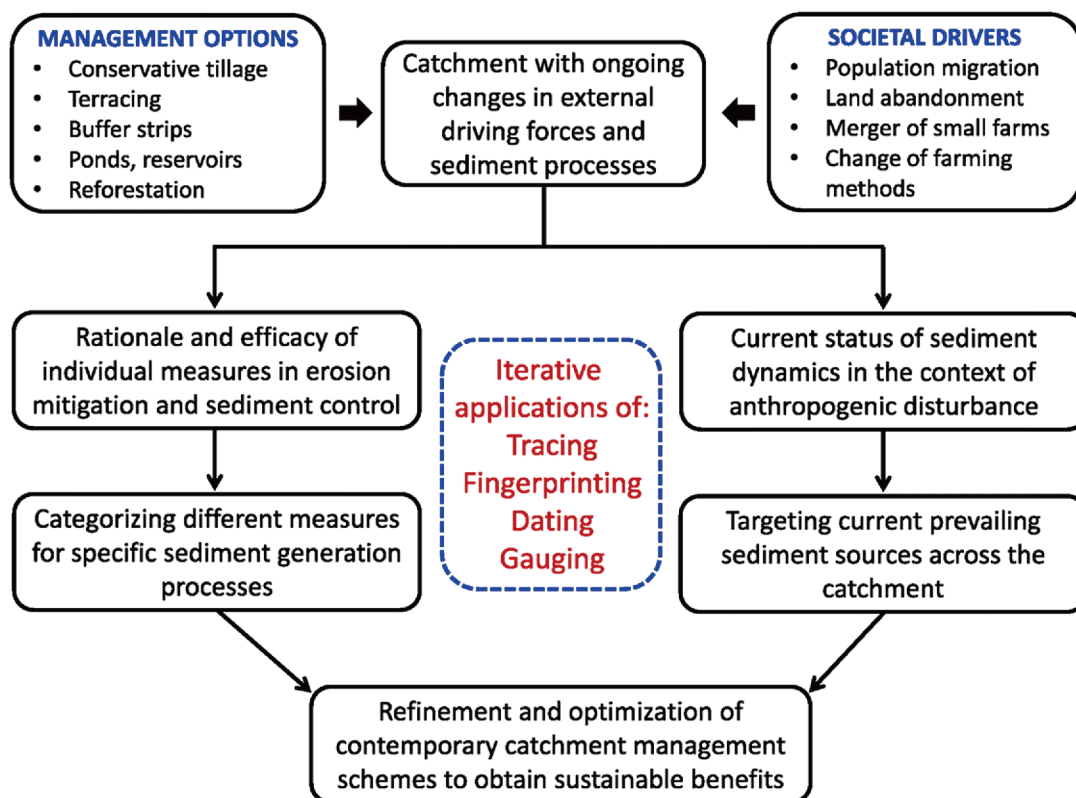 MANAGEMENT OPTIONS
• Conservative tillage
• Terracing
• Buffer strips
• Ponds, reservoirs
• Reforestation
Catchment with ongoing
changes in external
driving forces and
sediment processes
SOCIETAL DRIVERS
• Population migration
• Land abandonment
• Merger of small farms
• Change of farming
methods
Rationale and efficacy of
individual measures in erosion
mitigation and sediment control
Iterative
applications of:
Tracing
Fingerprinting
Dating
Gauging
Current status of sediment
dynamics in the context of
anthropogenic disturbance
Categorizing different measures
for specific sediment generation
processes
Targeting current prevailing
sediment sources across the
catchment
Refinement and optimization of
contemporary catchment management
schemes to obtain sustainable benefits